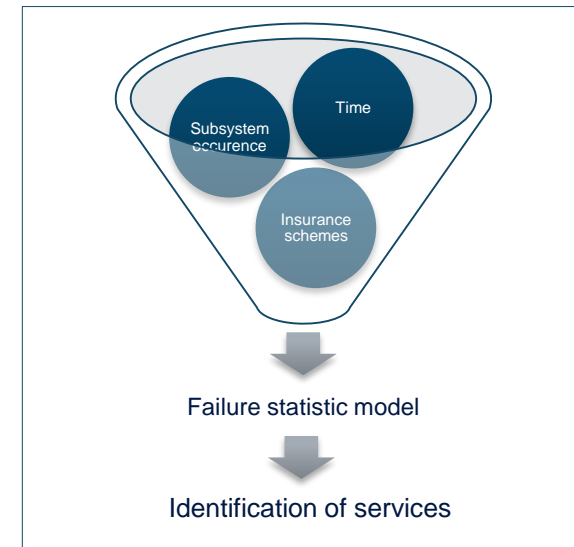 Time
Subsystem
occurence
Insurance
schemes
Failure statistic model
Identification of services